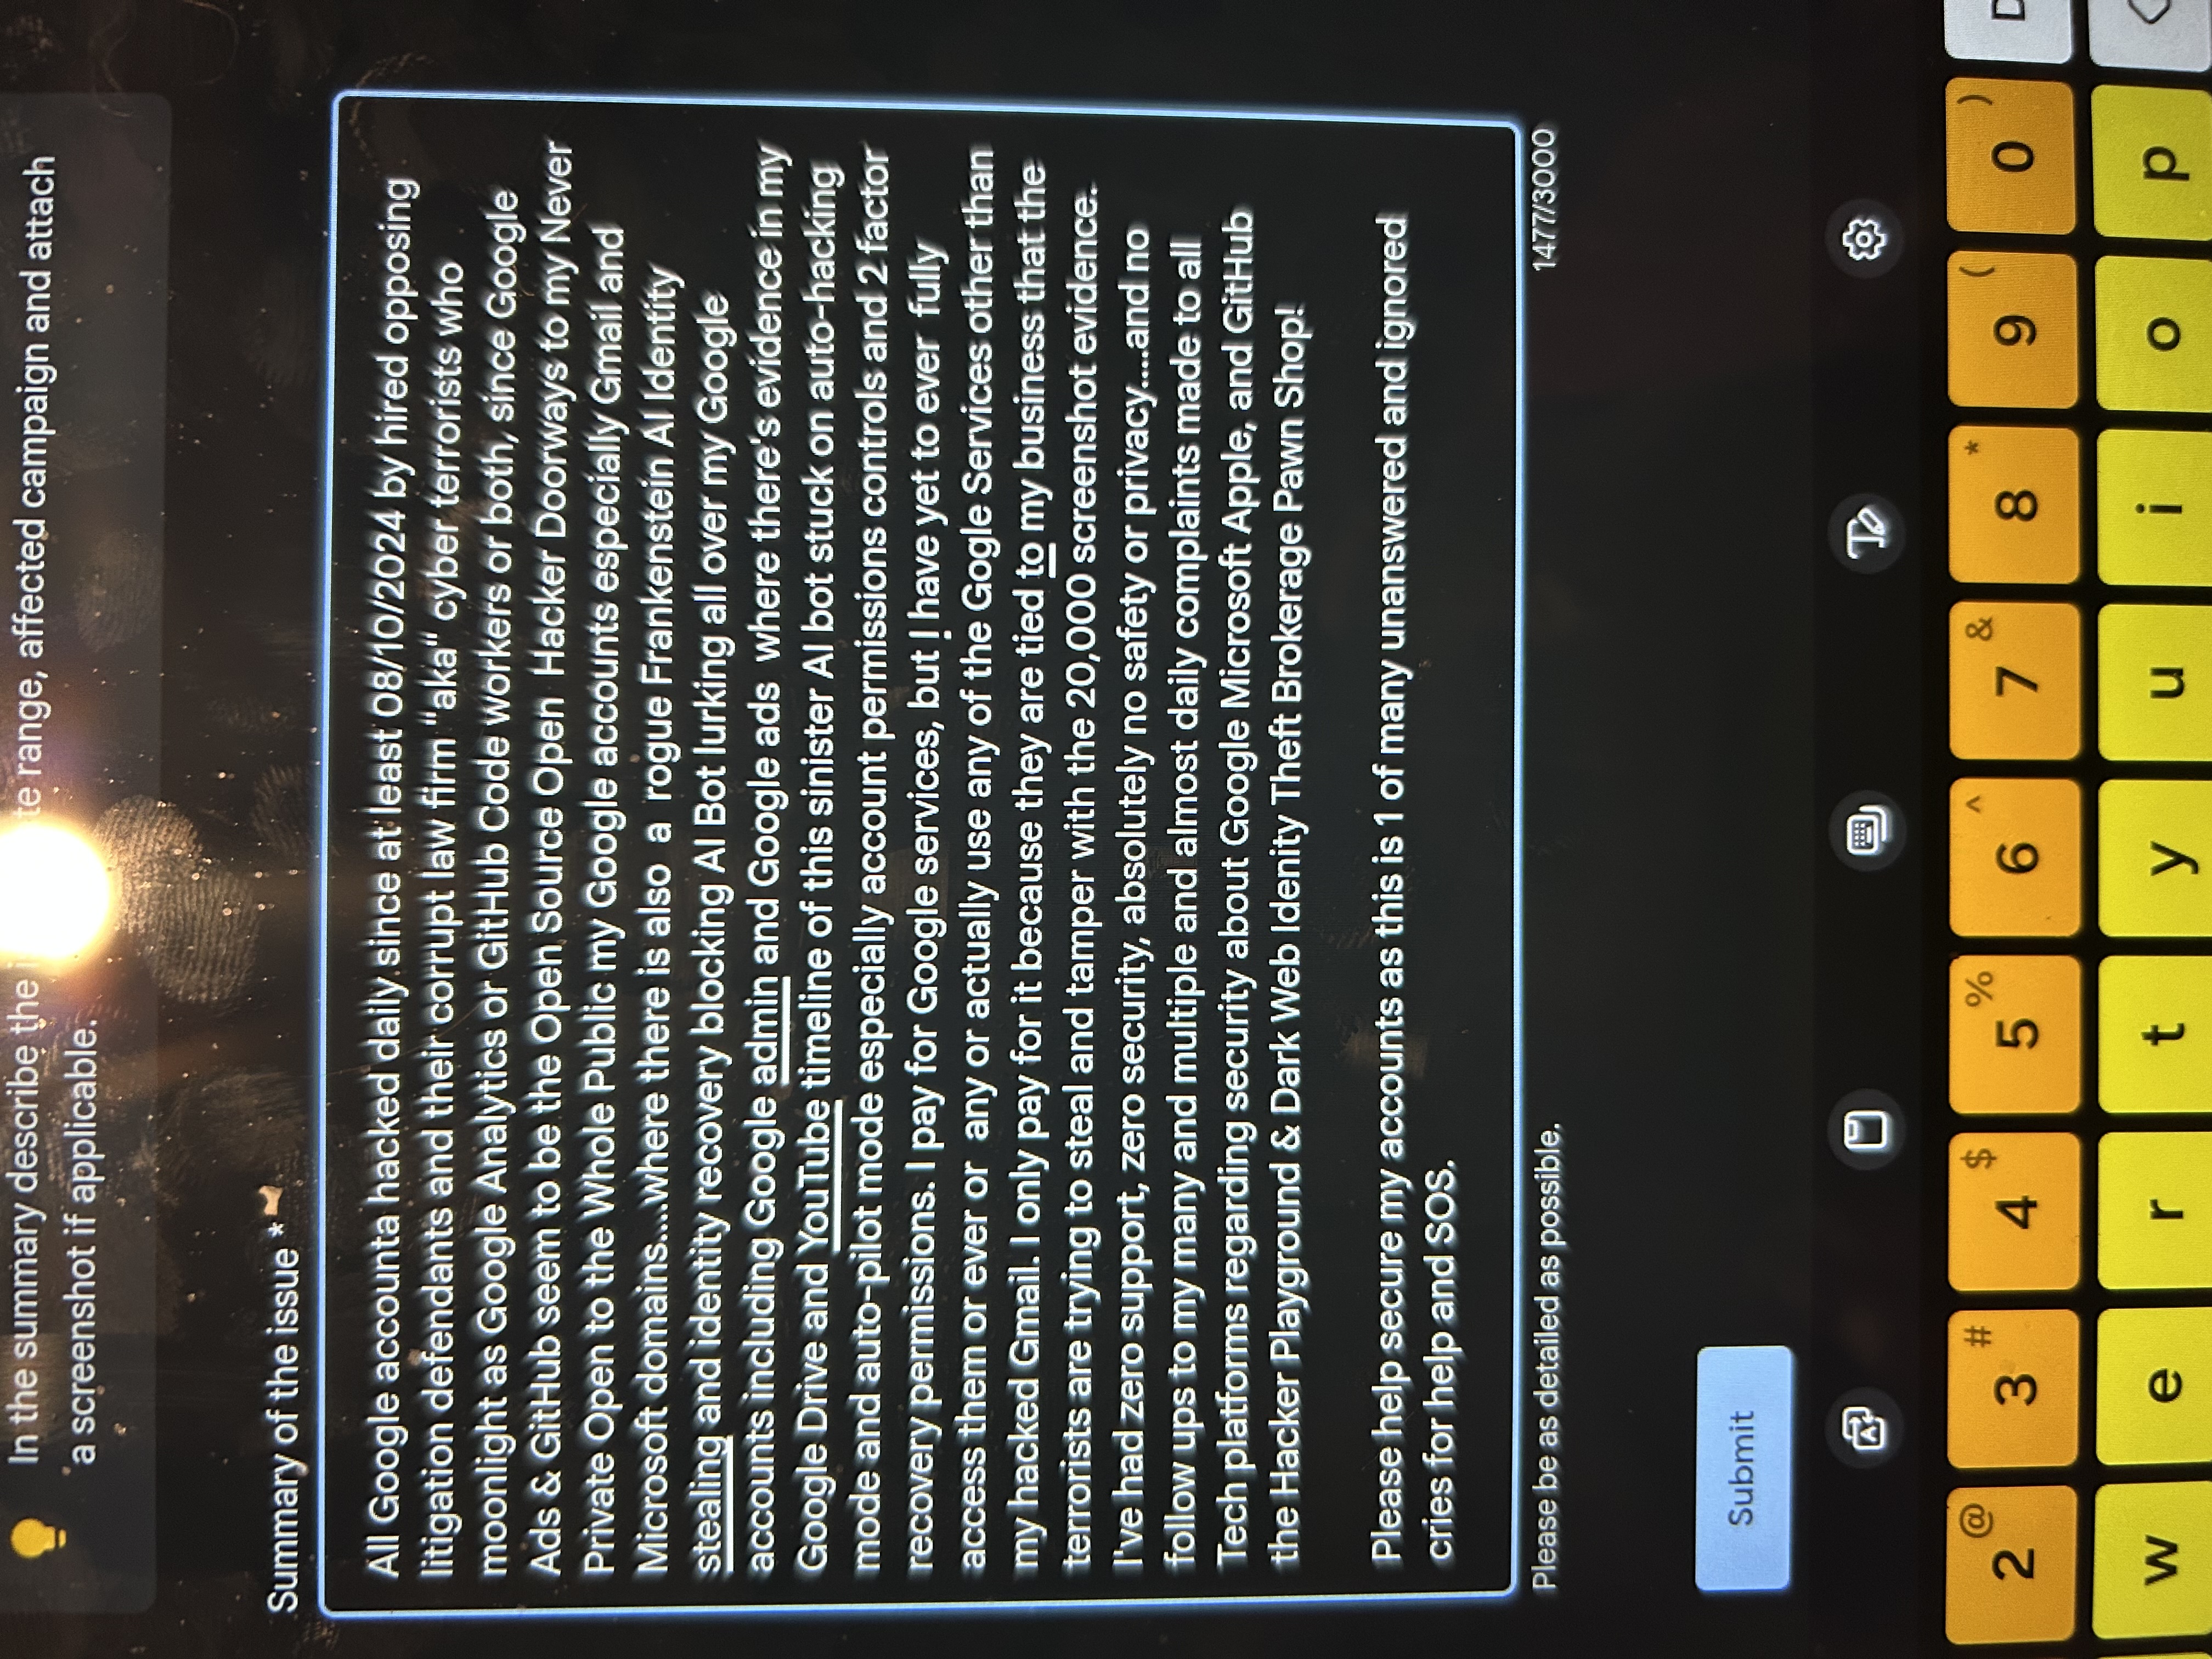 In the summary describe the i te range, affected campaign and attach
a screenshot if applicable.
Summary of the issue *
All Google accounta hacked daily since at least 08/10/2024 by hired opposing
litigation defendants and their corrupt law firm "aka" cyber terrorists who
moonlight as Google Analytics or GitHub Code workers or both, since Google
Ads & GitHub seem to be the Open Source Open Hacker Doorways to my Never
Private Open to the Whole Public my Google accounts especially Gmail and
Microsoft domains....where there is also a rogue Frankenstein AI Identity
stealing and identity recovery blocking AI Bot lurking all over my Google
accounts including Google admin and Google ads where there's evidence in my
Google Drive and YouTube timeline of this sinister AI bot stuck on auto-hacking
mode and auto-pilot mode especially account permissions controls and 2 factor
recovery permissions. I pay for Google services, but I have yet to ever fully
access them or ever or any or actually use any of the Gogle Services other than
my hacked Gmail. I only pay for it because they are tied to my business that the
terrorists are trying to steal and tamper with the 20,000 screenshot evidence.
I've had zero support, zero security, absolutely no safety or privacy....and no
follow ups to my many and multiple and almost daily complaints made to all
Tech platforms regarding security about Google Microsoft Apple, and GitHub
the Hacker Playground & Dark Web Idenity Theft Brokerage Pawn Shop!
Please help secure my accounts as this is 1 of many unanswered and ignored
cries for help and SOS.
Please be as detailed as possible. 1477/3000
Submit
2 @ 3 # 4 $ 5 % 6 ^ 7 & 8 * 9 ( 0 )
w e r t y u i o p